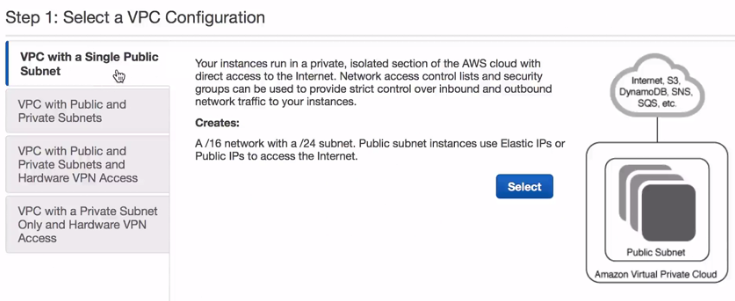 Step 1: Select a VPC Configuration
VPC with a Single Public
Subnet
VPC with Public and
Private Subnets
VPC with Public and
Private Subnets and
Hardware VPN Access
VPC with a Private Subnet
Only and Hardware VPN
Access
Your instances run in a private, isolated section of the AWS cloud with
direct access to the Internet. Network access control lists and security
groups can be used to provide strict control over inbound and outbound
network traffic to your instances.
Creates:
A /16 network with a /24 subnet. Public subnet instances use Elastic IPs or
Public IPs to access the Internet.
Select
Internet, S3,
DynamoDB, SNS,
SQS, etc.
Public Subnet
Amazon Virtual Private Cloud